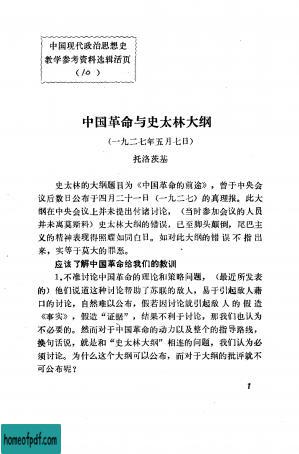 中国现代政治思想史
教学参考资料选辑活页
(10)
中国革命与史太林大纲
(一九二七年五月七日)
托洛茨基
史太林的大纲题目为《中国革命的前途》，曾于中央会
议后数日公布于四月二十一日（一九二七）的真理报。此大
纲在中央会议上并未提出付诸讨论，（当时参加会议的人员
并未离莫斯科）史太林大纲的错误，已至脚头颠倒，尾巴主
义的精神表现得照耀如同白日。如对此大纲的错误不指出
来，实等于莫大的罪恶。
应该了解中国革命给我们的教训
1.不准讨论中国革命的理论和策略问题，（最近所发表
的）他们说道这种讨论帮助了苏联的敌人，易于引起敌人藉
口的讨论，自然难以公布，假若因讨论就引起敌人的假造
《事实》，假造“证据”，结果不利于讨论，那我们也认为
不必要的。然而对于中国革命的动力以及整个的指导路线，
换句话说，就是和“史太林大纲”相连的问题，我们认为必
须讨论。为什么这个大纲可以公布，而对于大纲的批评就不
可公布呢？
1
homeofpdf.com